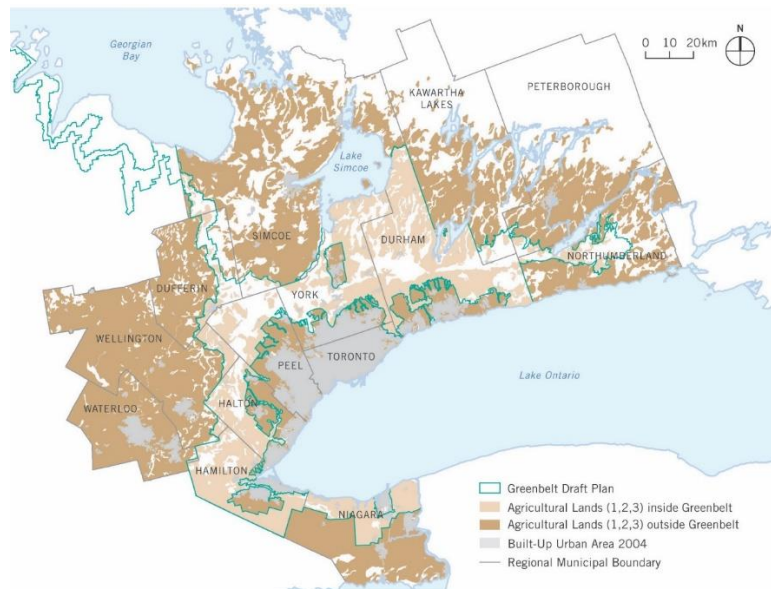 Georgian
Bay
N
0 10 20km
KAWARTHA
LAKES
PETERBOROUGH
Lake
Simcoe
SIMCOE
DURHAM
NORTHUMBERLAND
DUFFERIN
YORK
WELLINGTON
PEEL
TORONTO
Lake Ontario
HALTON
WATERLOO
HAMILTON
NIAGARA
Greenbelt Draft Plan
Agricultural Lands (1,2,3) inside Greenbelt
Agricultural Lands (1,2,3) outside Greenbelt
Built-Up Urban Area 2004
Regional Municipal Boundary